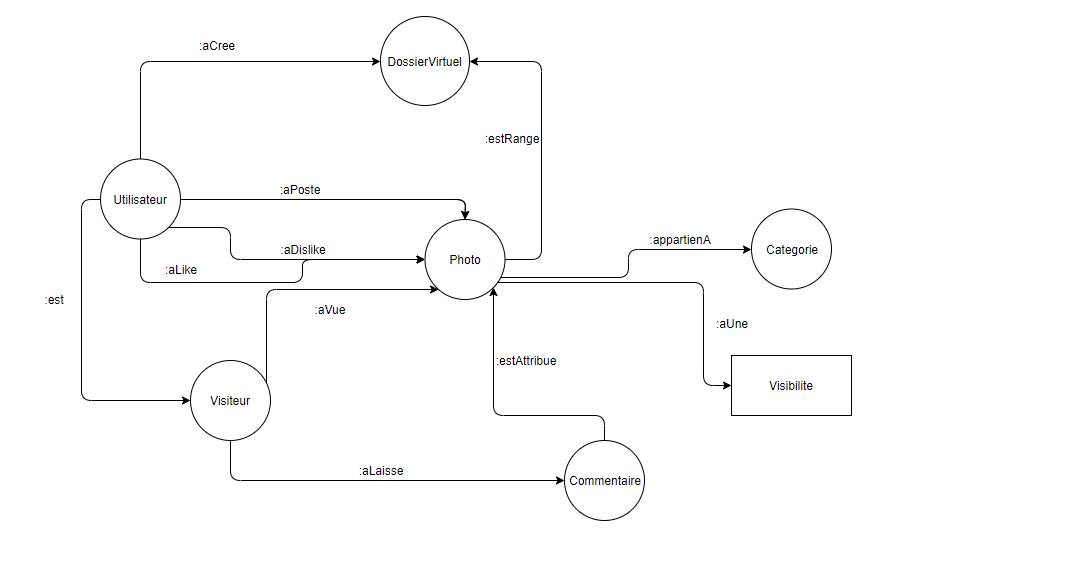 :aCree
DossierVirtuel
:estRange
:aPoste
Utilisateur
:aDislike
:appartienA
Categorie
Photo
:aLike
:est
:aVue
:aUne
:estAttribue
Visibilite
Visiteur
:aLaisse
Commentaire